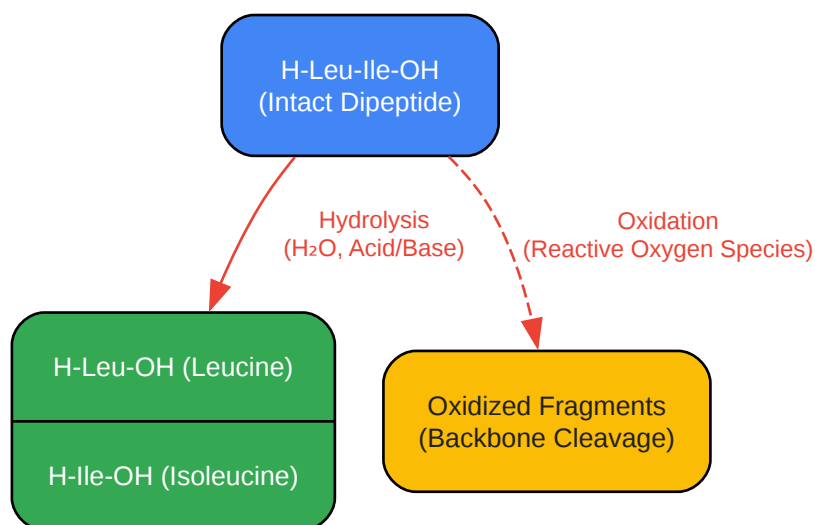 H-Leu-Ile-OH
(Intact Dipeptide)
Hydrolysis
(H₂O, Acid/Base)
Oxidation
(Reactive Oxygen Species)
H-Leu-OH (Leucine)
H-Ile-OH (Isoleucine)
Oxidized Fragments
(Backbone Cleavage)